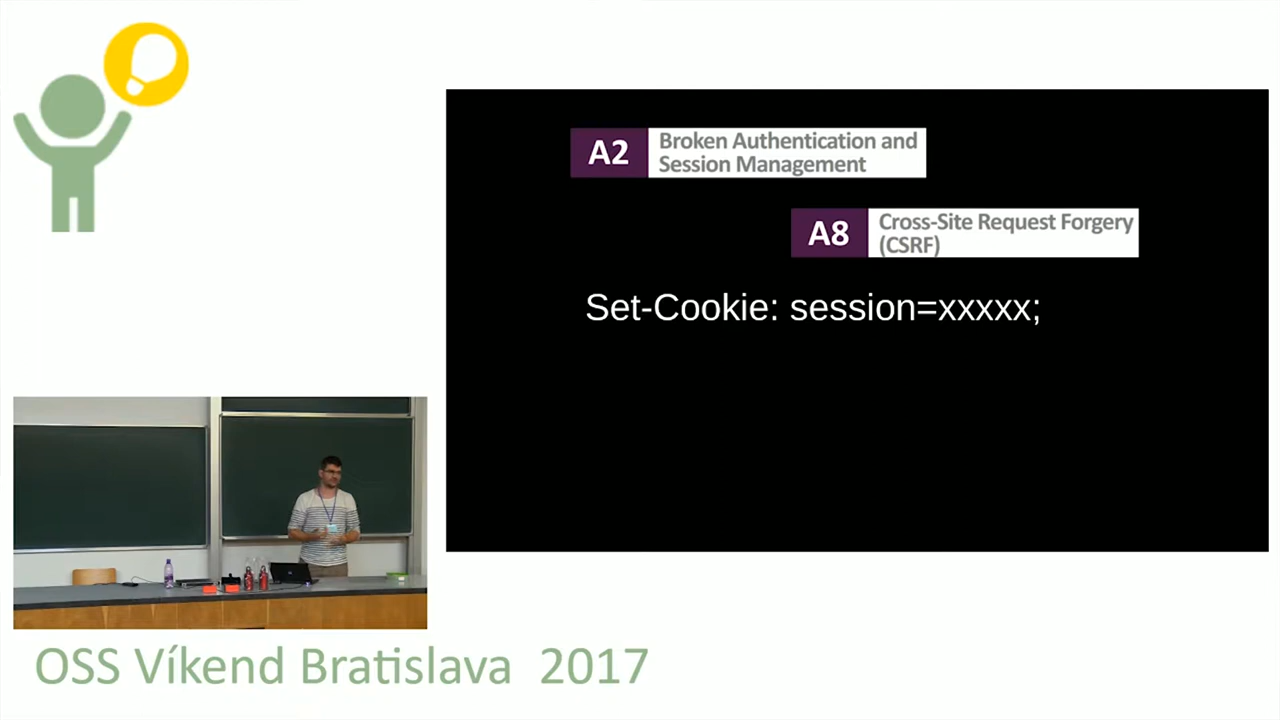 A2
Broken Authentication and
Session Management
A8
Cross-Site Request Forgery
(CSRF)
Set-Cookie: session=xxxxx;
OSS Víkend Bratislava 2017